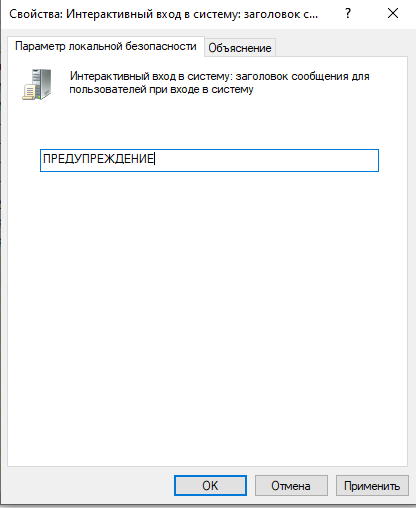 Свойства: Интерактивный вход в систему: заголовок с... ?
Параметр локальной безопасности Объяснение
Интерактивный вход в систему: заголовок сообщения для
пользователей при входе в систему
ПРЕДУПРЕЖДЕНИЕ
OK Отмена Применить